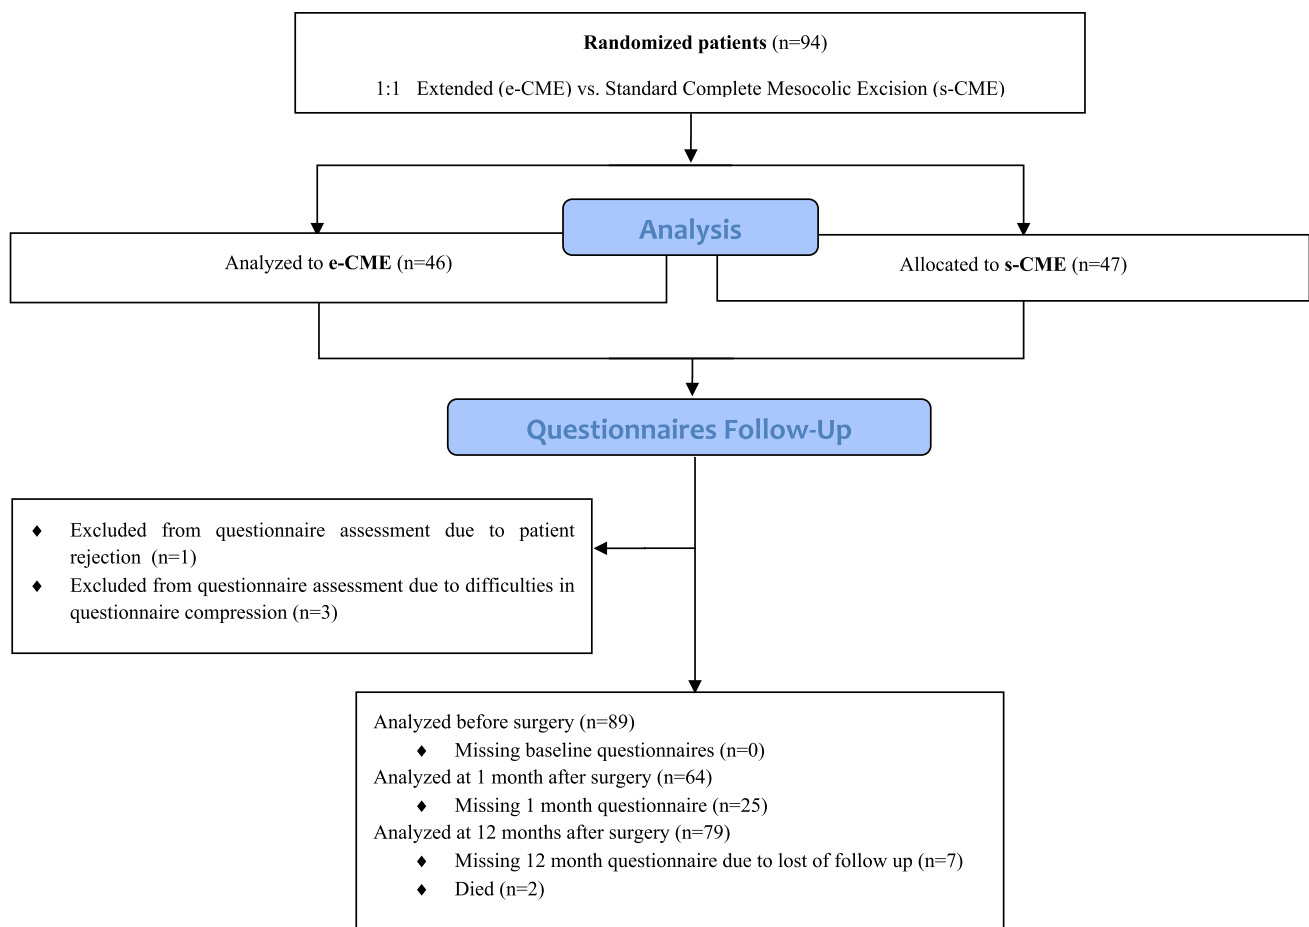 Randomized patients (n=94)
1:1 Extended (e-CME) vs. Standard Complete Mesocolic Excision (s-CME)
Analysis
Analyzed to e-CME (n=46)
Allocated to s-CME (n=47)
Questionnaires Follow-Up
♦ Excluded from questionnaire assessment due to patient
rejection (n=1)
♦ Excluded from questionnaire assessment due to difficulties in
questionnaire compression (n=3)
Analyzed before surgery (n=89)
♦ Missing baseline questionnaires (n=0)
Analyzed at 1 month after surgery (n=64)
♦ Missing 1 month questionnaire (n=25)
Analyzed at 12 months after surgery (n=79)
♦ Missing 12 month questionnaire due to lost of follow up (n=7)
♦ Died (n=2)